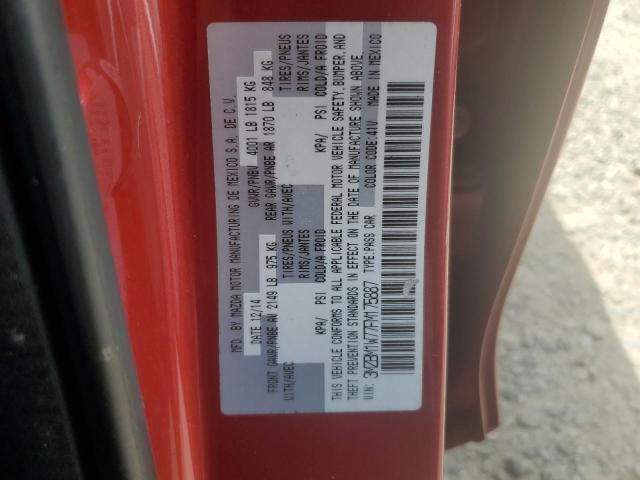 MFD. BY MAZDA MOTOR MANUFACTURING DE MEXICO S.A. DE C.V.
DATE 12/14 GVWR/PNBV 4001 LB 1815 KG
FRONT GAWR/PNBE AV 2149 LB 975 KG REAR GAWR/PNBE AR 1870 LB 848 KG
WITH/AVEC TIRES/PNEUS WITH/AVEC TIRES/PNEUS
RIMS/JANTES RIMS/JANTES
KPA/ PSI COLD/A FROID KPA/ PSI COLD/A FROID
THIS VEHICLE CONFORMS TO ALL APPLICABLE FEDERAL MOTOR VEHICLE SAFETY, BUMPER, AND
THEFT PREVENTION STANDARDS IN EFFECT ON THE DATE OF MANUFACTURE SHOWN ABOVE.
VIN: 3MZBM1W77FM175887 TYPE:PASS CAR COLOR CODE:41V MADE IN MEXICO